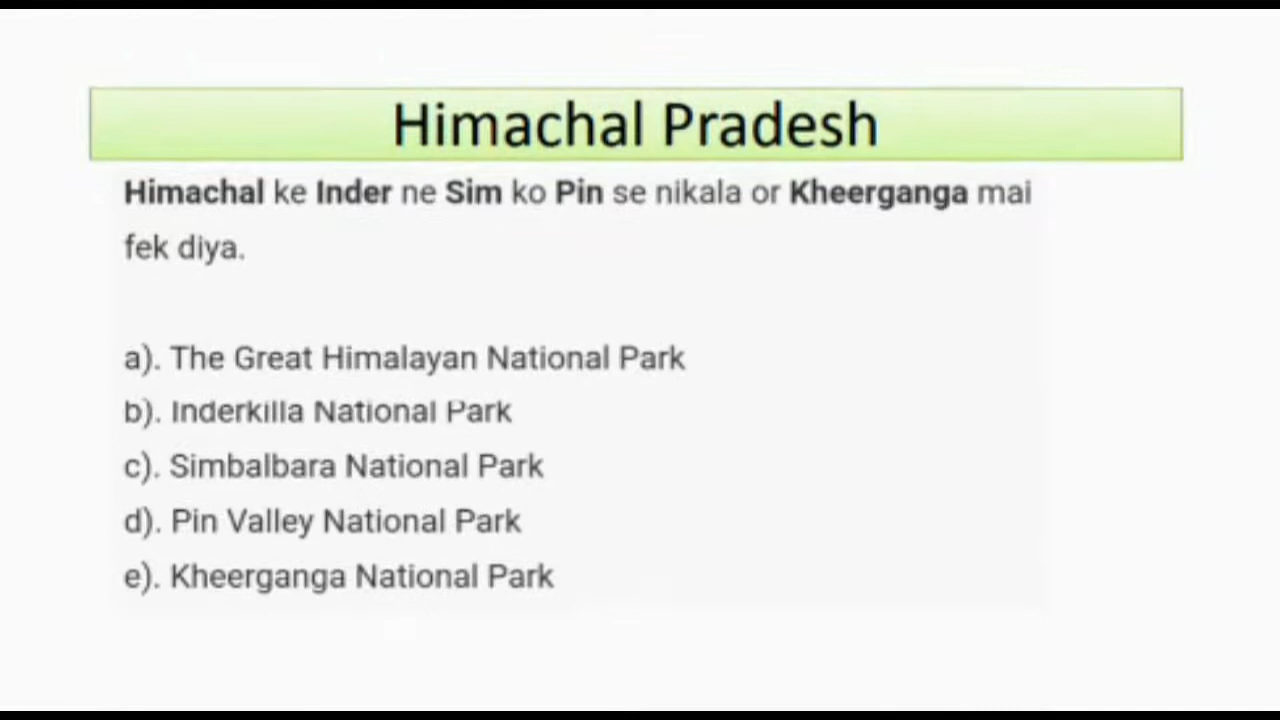 Himachal Pradesh
Himachal ke Inder ne Sim ko Pin se nikala or Kheerganga mai
fek diya.
a). The Great Himalayan National Park
b). Inderkilla National Park
c). Simbalbara National Park
d). Pin Valley National Park
e). Kheerganga National Park